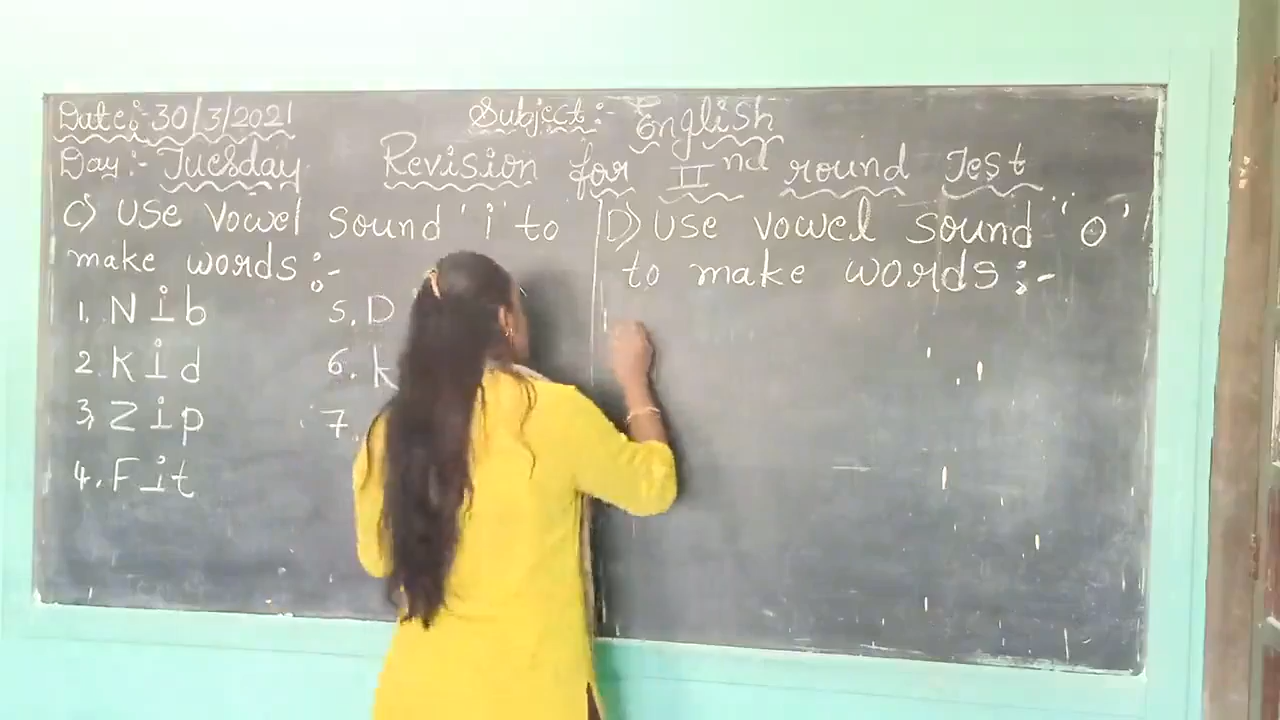 Date:-30/3/2021
Subject:- English
Day:- Tuesday
Revision for IInd round Test
C) Use Vowel Sound 'i' to
make words:-
1. Nib
2. Kid
3. Zip
4. Fit
5. D
6. K
7.
D) Use vowel sound 'o'
to make words:-